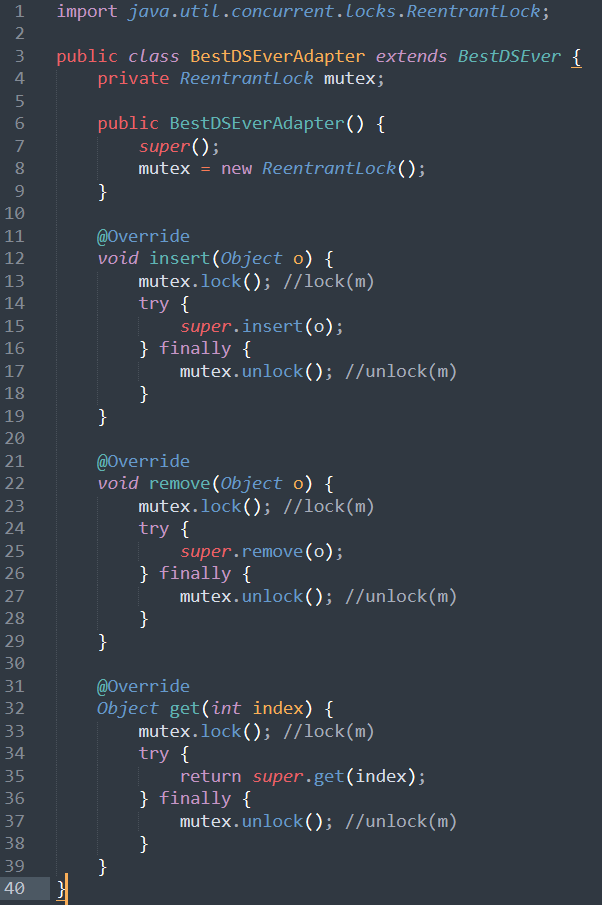 1 import java.util.concurrent.locks.ReentrantLock;
2
3 public class BestDSEverAdapter extends BestDSEver {
4     private ReentrantLock mutex;
5
6     public BestDSEverAdapter() {
7         super();
8         mutex = new ReentrantLock();
9     }
10
11     @Override
12     void insert(Object o) {
13         mutex.lock(); //lock(m)
14         try {
15             super.insert(o);
16         } finally {
17             mutex.unlock(); //unlock(m)
18         }
19     }
20
21     @Override
22     void remove(Object o) {
23         mutex.lock(); //lock(m)
24         try {
25             super.remove(o);
26         } finally {
27             mutex.unlock(); //unlock(m)
28         }
29     }
30
31     @Override
32     Object get(int index) {
33         mutex.lock(); //lock(m)
34         try {
35             return super.get(index);
36         } finally {
37             mutex.unlock(); //unlock(m)
38         }
39     }
40 }